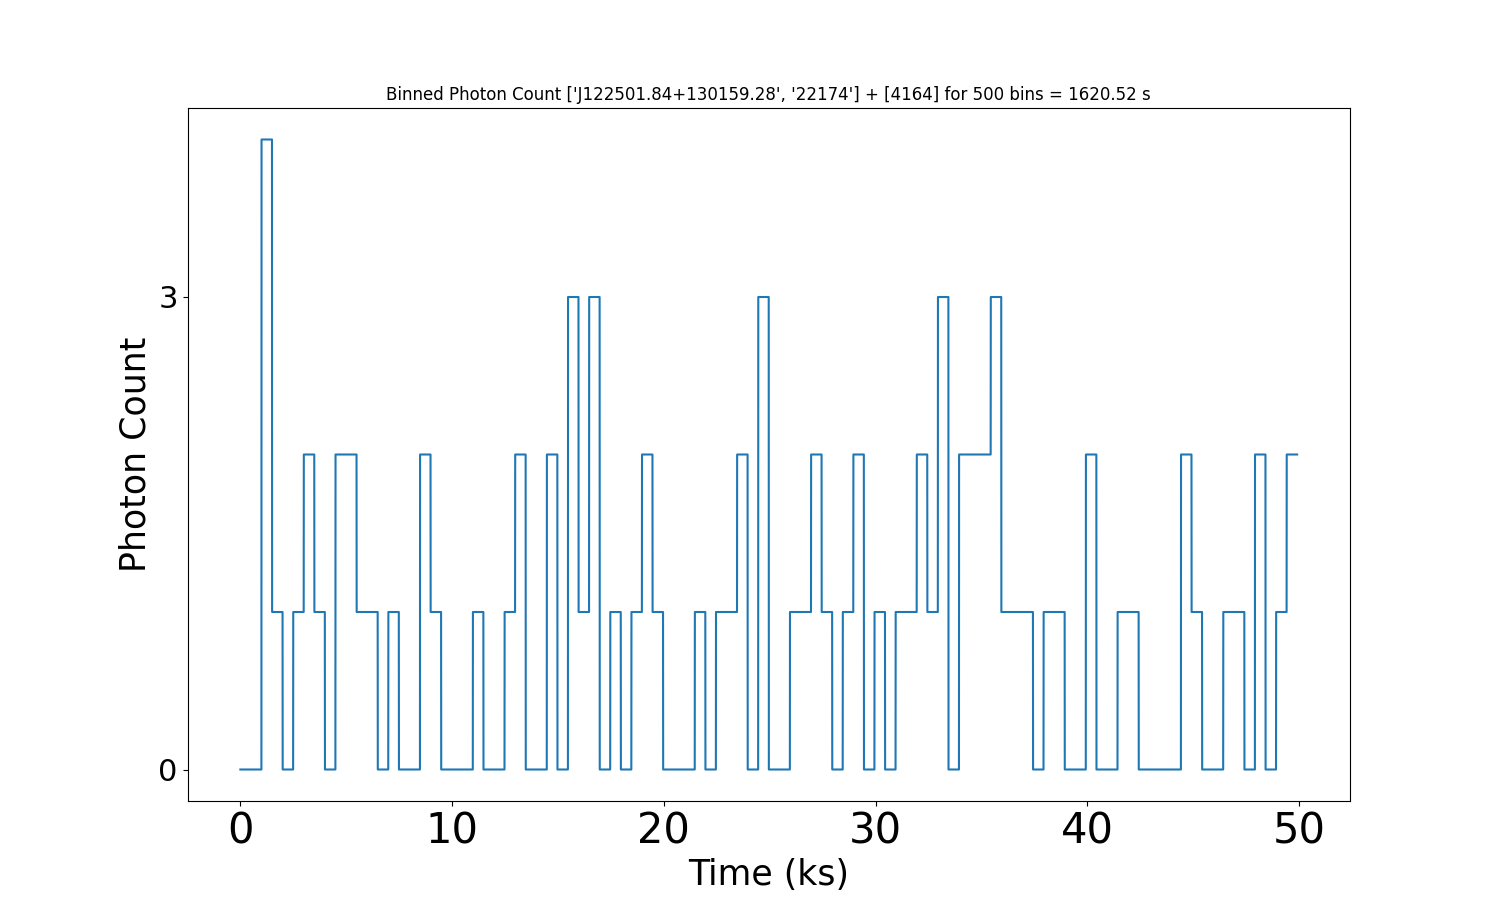 Binned Photon Count ['J122501.84+130159.28', '22174'] + [4164] for 500 bins = 1620.52 s
3
Photon Count
0
0 10 20 30 40 50
Time (ks)